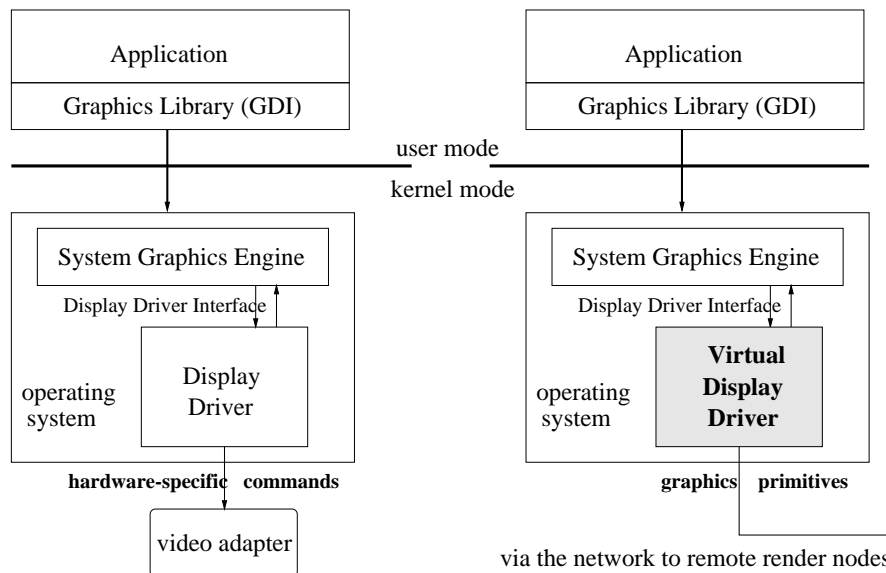 Application
Graphics Library (GDI)
Application
Graphics Library (GDI)
user mode
kernel mode
System Graphics Engine
Display Driver Interface
Display
Driver
operating
system
hardware-specific commands
video adapter
System Graphics Engine
Display Driver Interface
Virtual
Display
Driver
operating
system
graphics primitives
via the network to remote render nodes